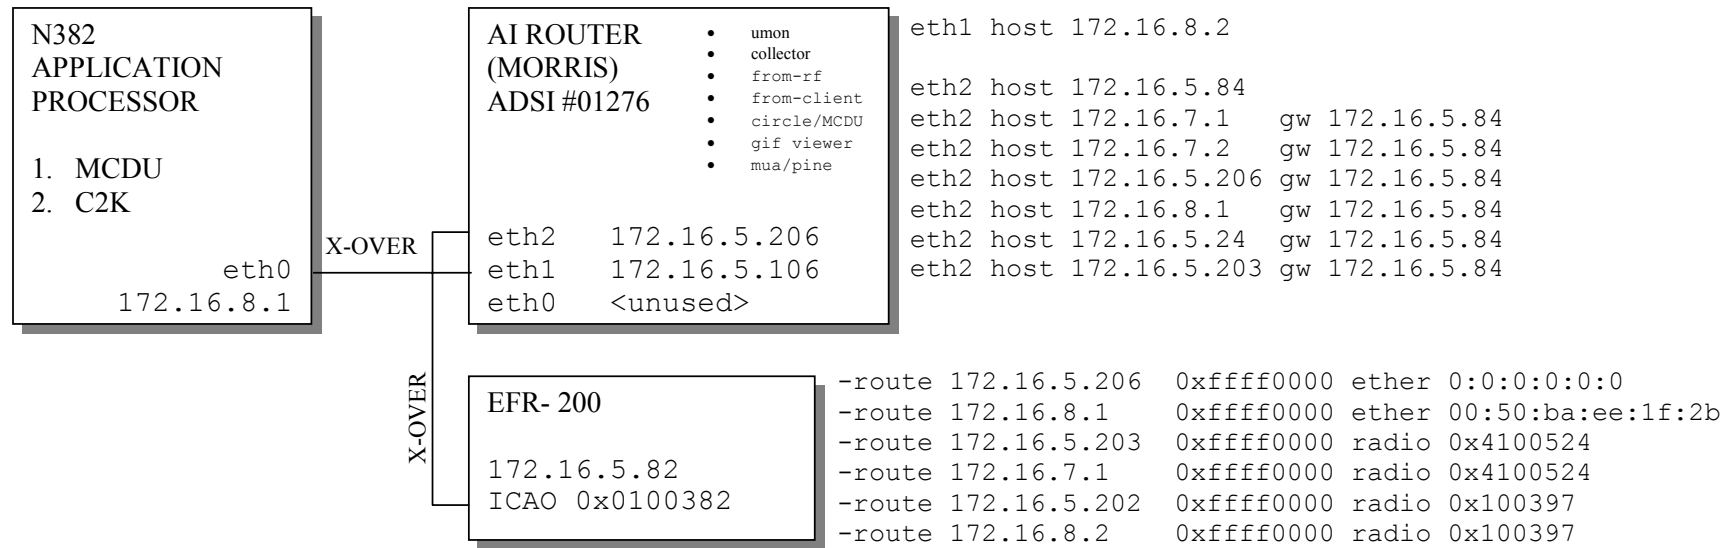 N382
APPLICATION
PROCESSOR
1. MCDU
2. C2K
eth0
172.16.8.1
X-OVER
AI ROUTER
(MORRIS)
ADSI #01276
• umon
• collector
• from-rf
• from-client
• circle/MCDU
• gif viewer
• mua/pine
eth2 172.16.5.206
eth1 172.16.5.106
eth0 <unused>
eth1 host 172.16.8.2
eth2 host 172.16.5.84
eth2 host 172.16.7.1 gw 172.16.5.84
eth2 host 172.16.7.2 gw 172.16.5.84
eth2 host 172.16.5.206 gw 172.16.5.84
eth2 host 172.16.8.1 gw 172.16.5.84
eth2 host 172.16.5.24 gw 172.16.5.84
eth2 host 172.16.5.203 gw 172.16.5.84
X-OVER
EFR- 200
172.16.5.82
ICAO 0x0100382
-route 172.16.5.206 0xffff0000 ether 0:0:0:0:0:0
-route 172.16.8.1 0xffff0000 ether 00:50:ba:ee:1f:2b
-route 172.16.5.203 0xffff0000 radio 0x4100524
-route 172.16.7.1 0xffff0000 radio 0x4100524
-route 172.16.5.202 0xffff0000 radio 0x100397
-route 172.16.8.2 0xffff0000 radio 0x100397